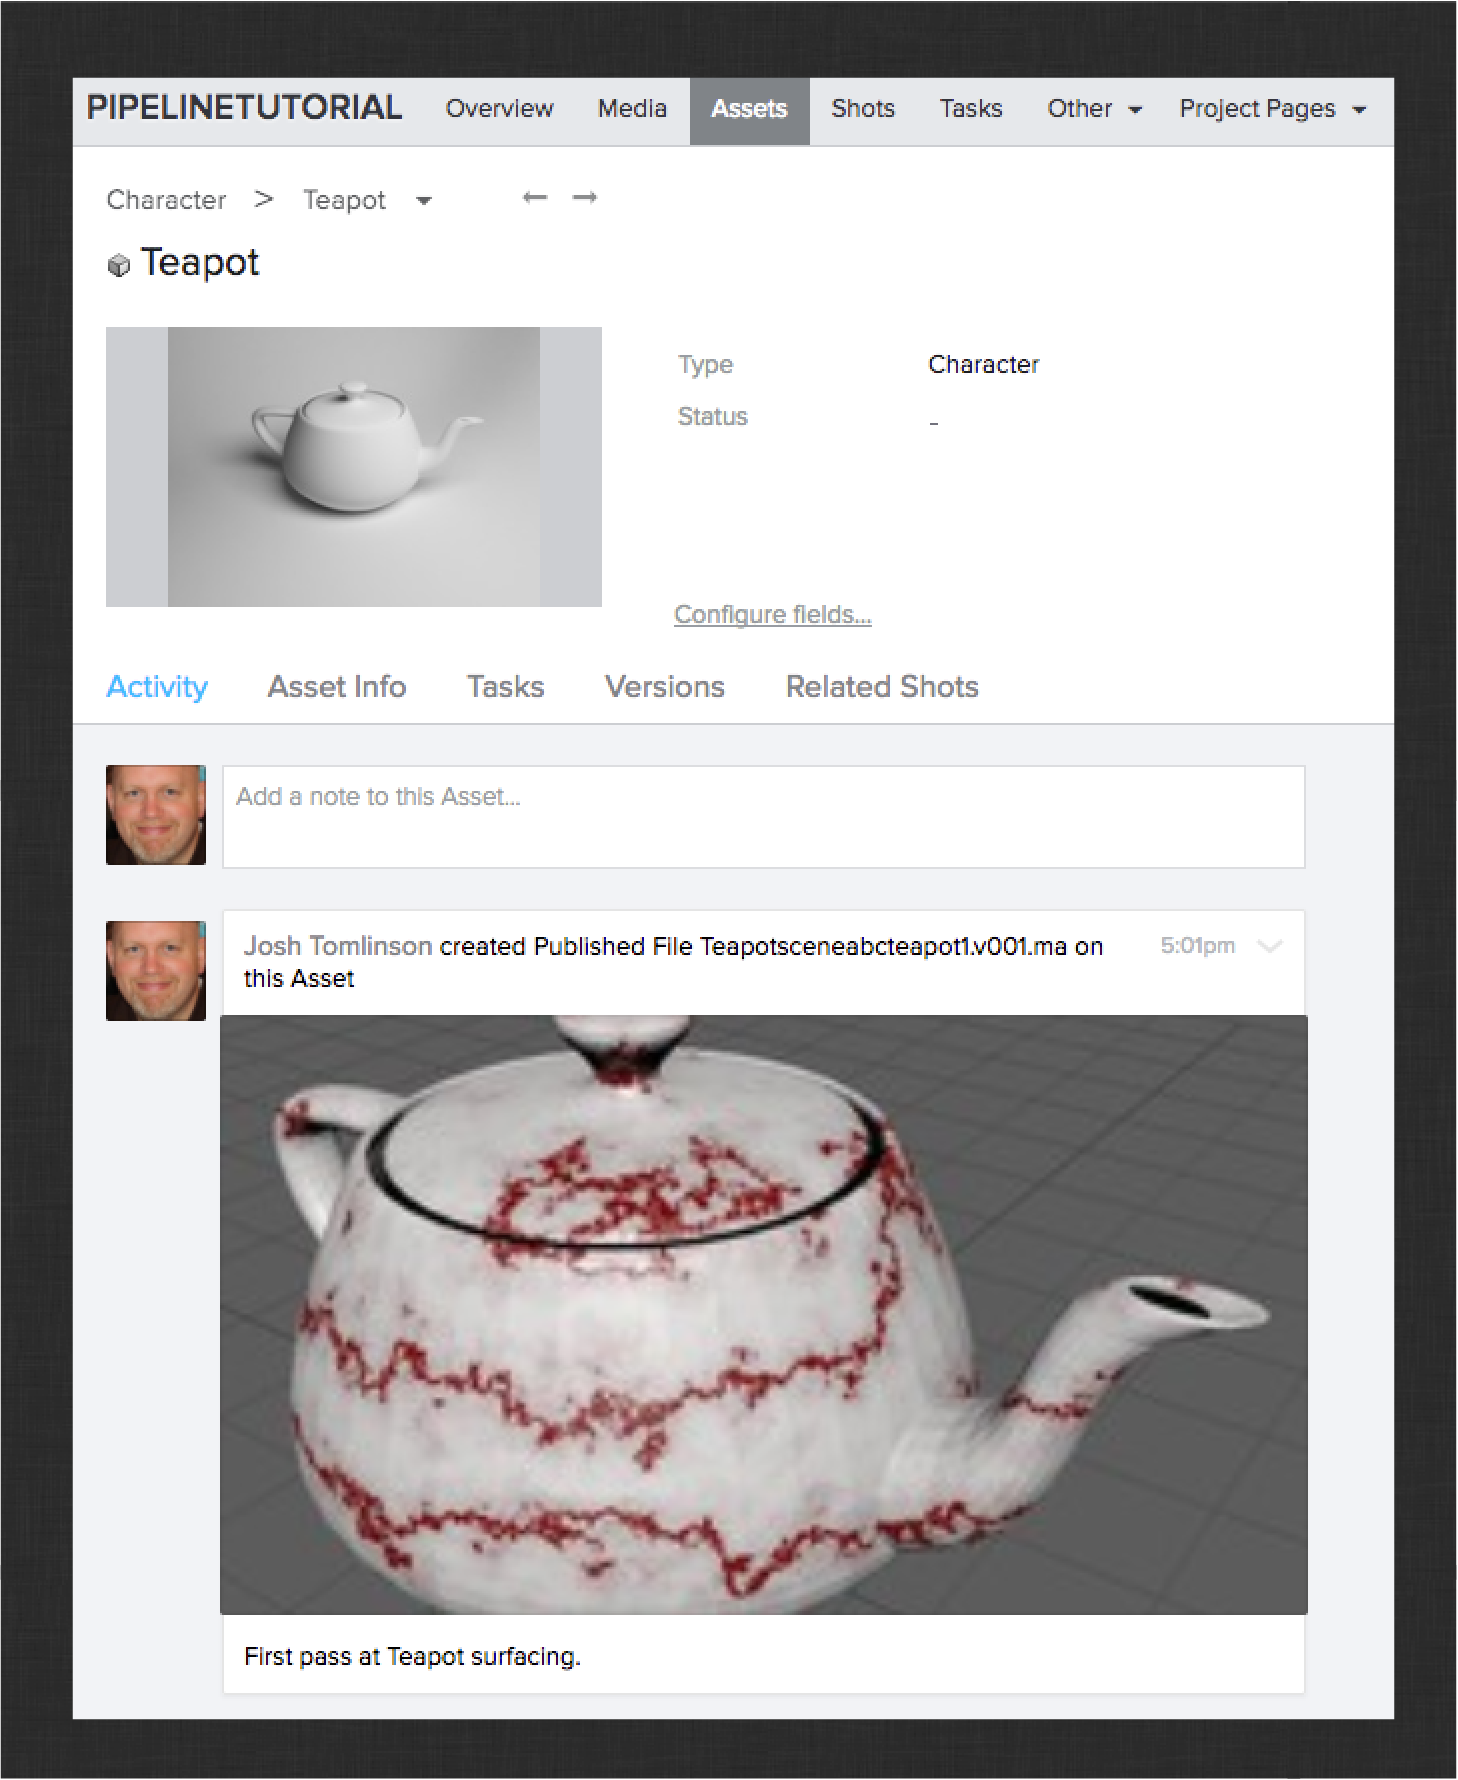 PIPELINETUTORIAL Overview Media Assets Shots Tasks Other Project Pages
Character > Teapot
Teapot
Type Character
Status -
Configure fields...
Activity Asset Info Tasks Versions Related Shots
Add a note to this Asset...
Josh Tomlinson created Published File Teapotsceneabcteapot1.v001.ma on 5:01pm
this Asset
First pass at Teapot surfacing.